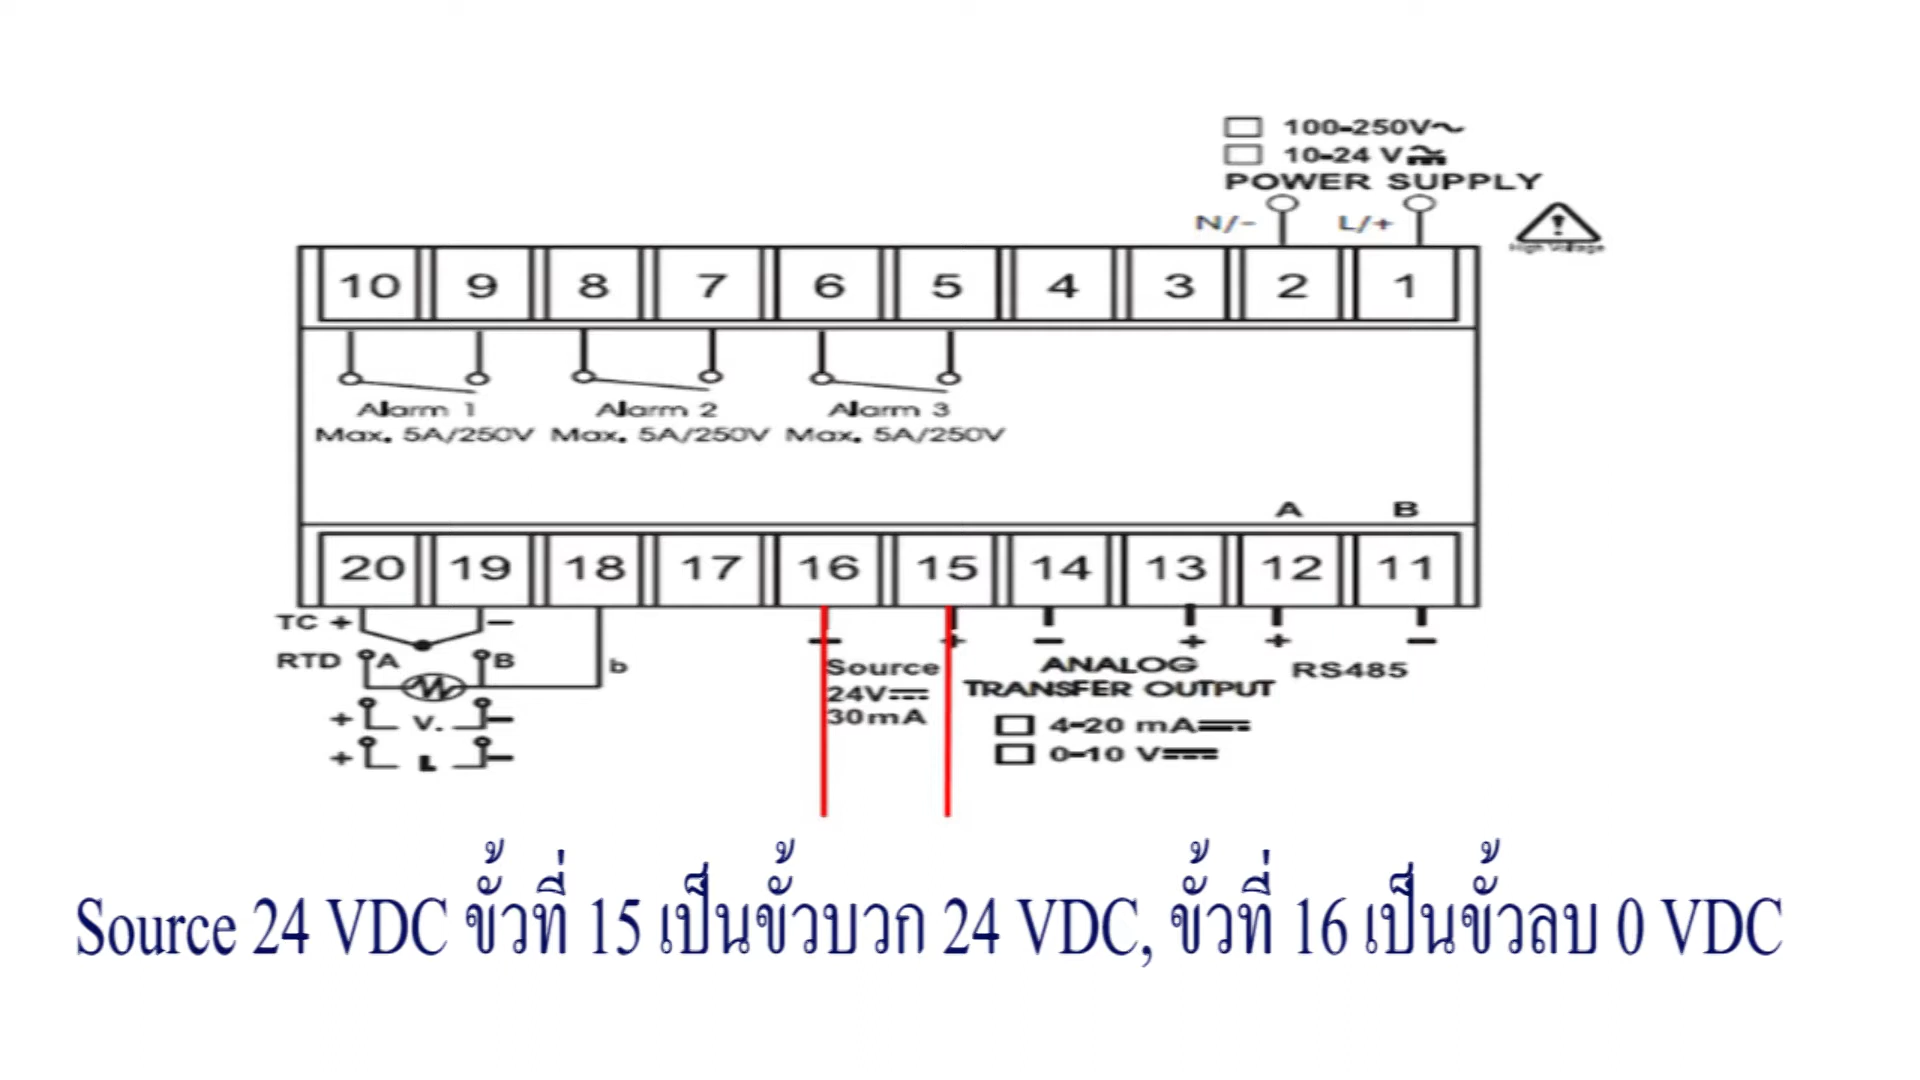 100-250V~
10-24 V
POWER SUPPLY
N/- L/+
High Voltage
10 9 8 7 6 5 4 3 2 1
Alarm 1 Alarm 2 Alarm 3
Max. 5A/250V Max. 5A/250V Max. 5A/250V
A B
20 19 18 17 16 15 14 13 12 11
TC + − − + − + + −
RTD A B b Source ANALOG RS485
24V TRANSFER OUTPUT
+ V. − 30mA 4-20 mA
+ L − 0-10 V
Source 24 VDC ขั้วที่ 15 เป็นขั้วบวก 24 VDC, ขั้วที่ 16 เป็นขั้วลบ 0 VDC